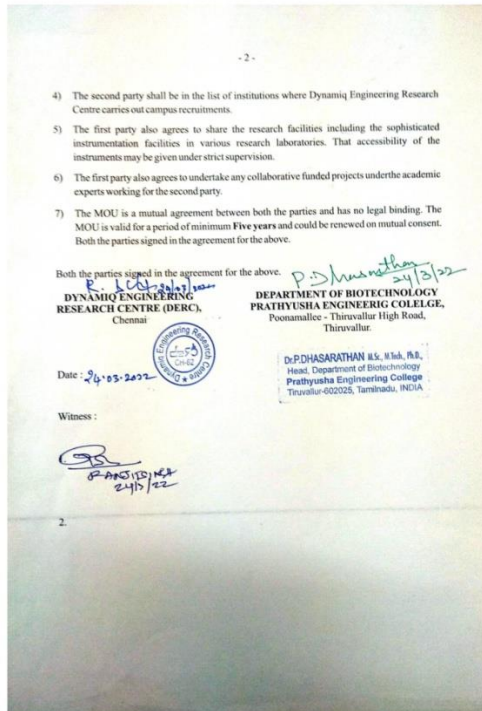 - 2 -
4) The second party shall be in the list of institutions where Dynamiq Engineering Research
Centre carries out campus recruitments.
5) The first party also agrees to share the research facilities including the sophisticated
instrumentation facilities in various research laboratories. That accessibility of the
instruments may be given under strict supervision.
6) The first party also agrees to undertake any collaborative funded projects underthe academic
experts working for the second party.
7) The MOU is a mutual agreement between both the parties and has no legal binding. The
MOU is valid for a period of minimum Five years and could be renewed on mutual consent.
Both the parties signed in the agreement for the above.
Both the parties signed in the agreement for the above.
P. Dhasarathan
24/3/22
DYNAMIQ ENGINEERING
RESEARCH CENTRE (DERC),
Chennai
DEPARTMENT OF BIOTECHNOLOGY
PRATHYUSHA ENGINEERIG COLELGE,
Poonamallee - Thiruvallur High Road,
Thiruvallur.
Engineering Research Centre
CH-62
Date : 24.03.2022
Dr.P.DHASARATHAN M.Sc., M.Tech., Ph.D.,
Head, Department of Biotechnology
Prathyusha Engineering College
Tiruvallur-602025, Tamilnadu, INDIA
Witness :
24/3/22
2.